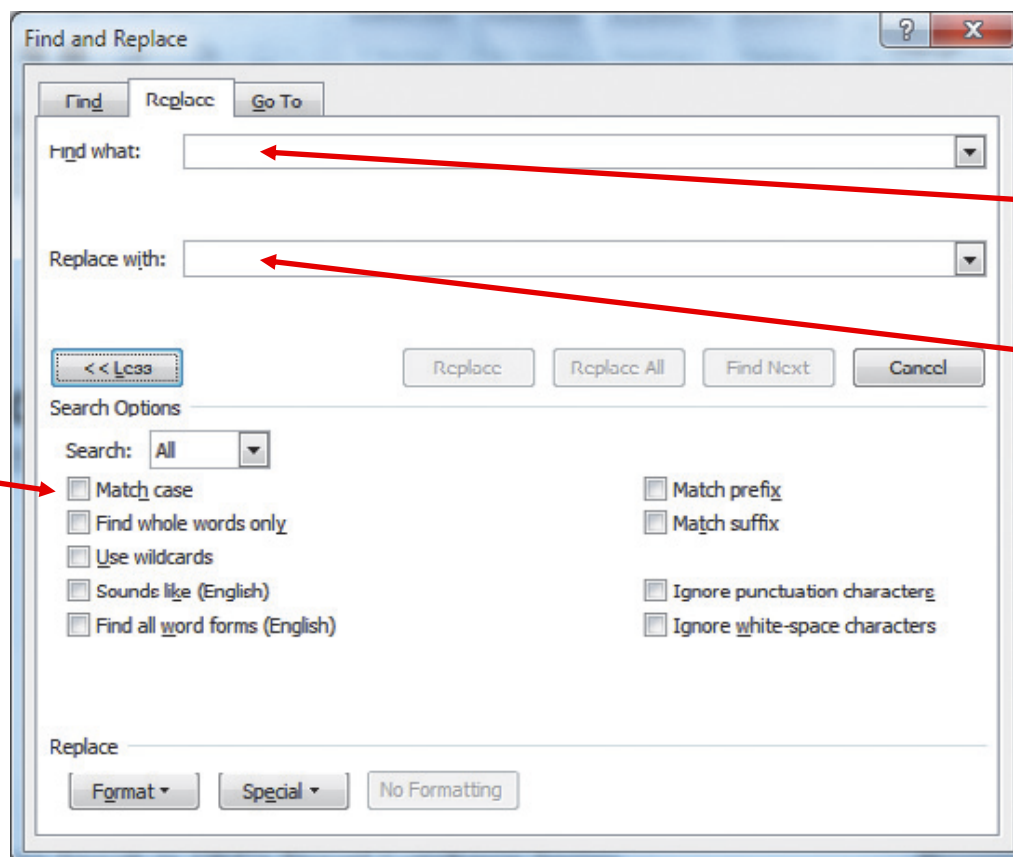 Find and Replace
Find Replace Go To
Find what:
Replace with:
<< Less Replace Replace All Find Next Cancel
Search Options
Search: All
Match case Match prefix
Find whole words only Match suffix
Use wildcards
Sounds like (English) Ignore punctuation characters
Find all word forms (English) Ignore white-space characters
Replace
Format Special No Formatting